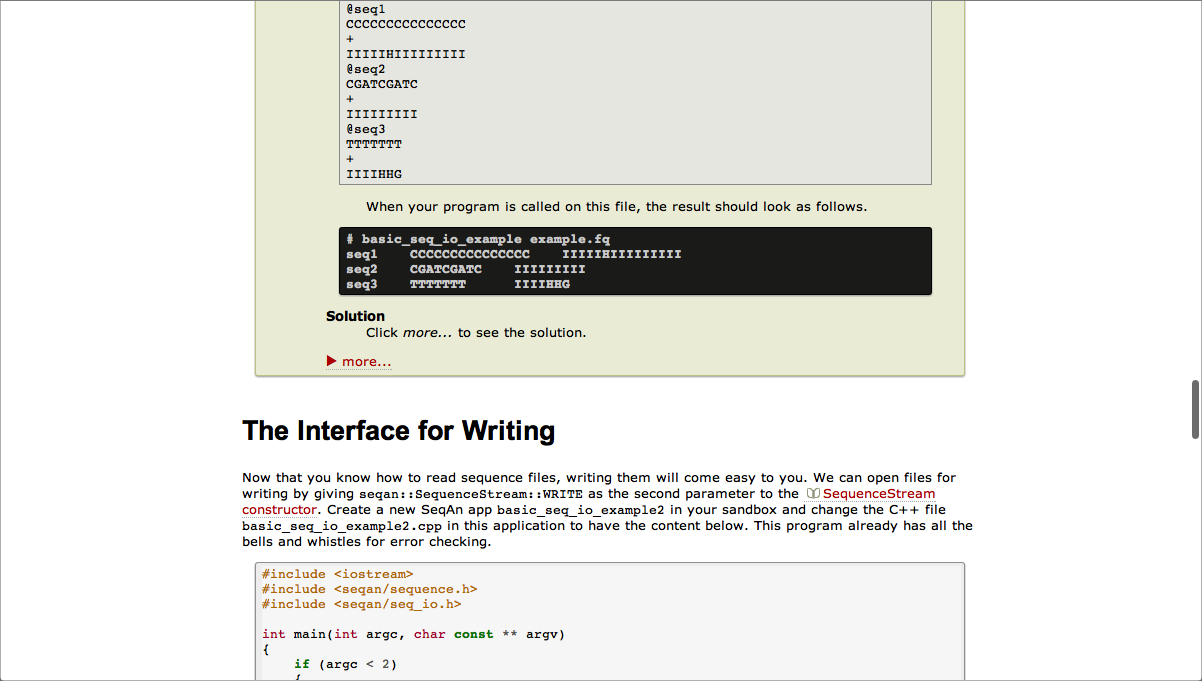 @seq1
CCCCCCCCCCCCCCC
+
IIIIIHIIIIIIIII
@seq2
CGATCGATC
+
IIIIIIIII
@seq3
TTTTTTT
+
IIIIHHG
When your program is called on this file, the result should look as follows.
# basic_seq_io_example example.fq
seq1    CCCCCCCCCCCCCCC    IIIIIHIIIIIIIII
seq2    CGATCGATC    IIIIIIIII
seq3    TTTTTTT      IIIIHHG
Solution
Click more... to see the solution.
▶ more...
The Interface for Writing
Now that you know how to read sequence files, writing them will come easy to you. We can open files for
writing by giving seqan::SequenceStream::WRITE as the second parameter to the SequenceStream
constructor. Create a new SeqAn app basic_seq_io_example2 in your sandbox and change the C++ file
basic_seq_io_example2.cpp in this application to have the content below. This program already has all the
bells and whistles for error checking.
#include <iostream>
#include <seqan/sequence.h>
#include <seqan/seq_io.h>
int main(int argc, char const ** argv)
{
    if (argc < 2)
    {